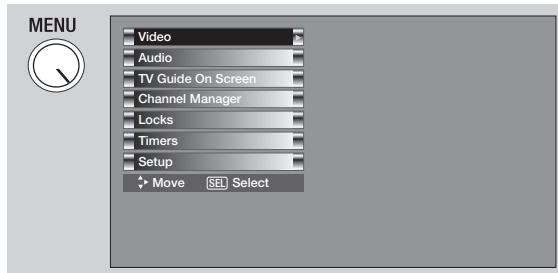 MENU
Video
Audio
TV Guide On Screen
Channel Manager
Locks
Timers
Setup
Move SEL Select